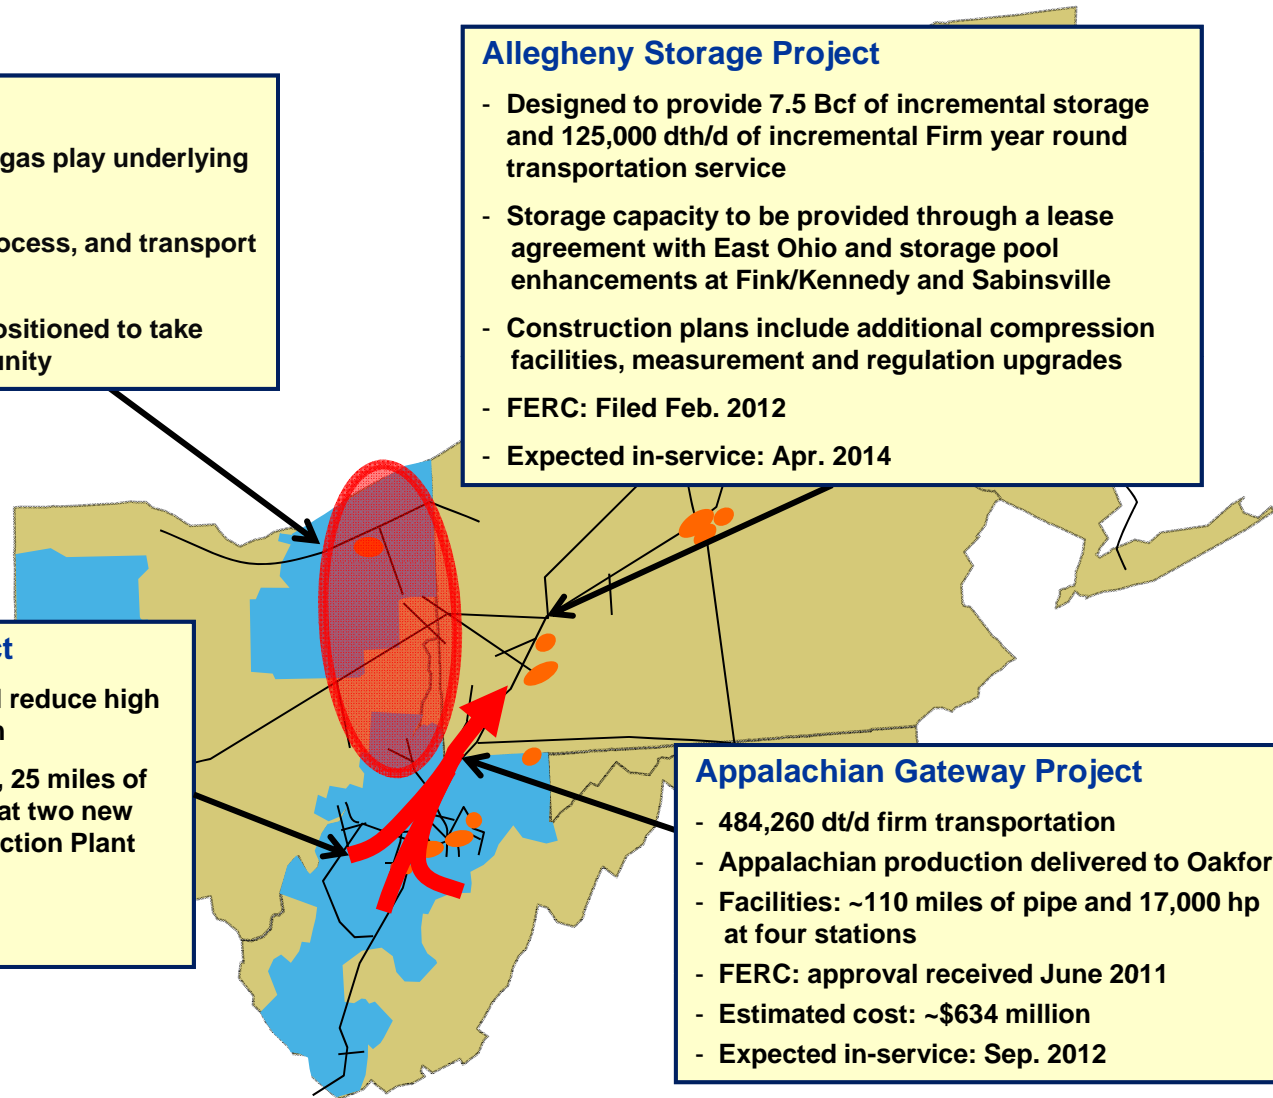 gas play underlying
ocess, and transport
ositioned to take
unity
Allegheny Storage Project
- Designed to provide 7.5 Bcf of incremental storage
and 125,000 dth/d of incremental Firm year round
transportation service
- Storage capacity to be provided through a lease
agreement with East Ohio and storage pool
enhancements at Fink/Kennedy and Sabinsville
- Construction plans include additional compression
facilities, measurement and regulation upgrades
- FERC: Filed Feb. 2012
- Expected in-service: Apr. 2014
ct
reduce high
n
, 25 miles of
at two new
ction Plant
Appalachian Gateway Project
- 484,260 dt/d firm transportation
- Appalachian production delivered to Oakfor
- Facilities: ~110 miles of pipe and 17,000 hp
at four stations
- FERC: approval received June 2011
- Estimated cost: ~$634 million
- Expected in-service: Sep. 2012